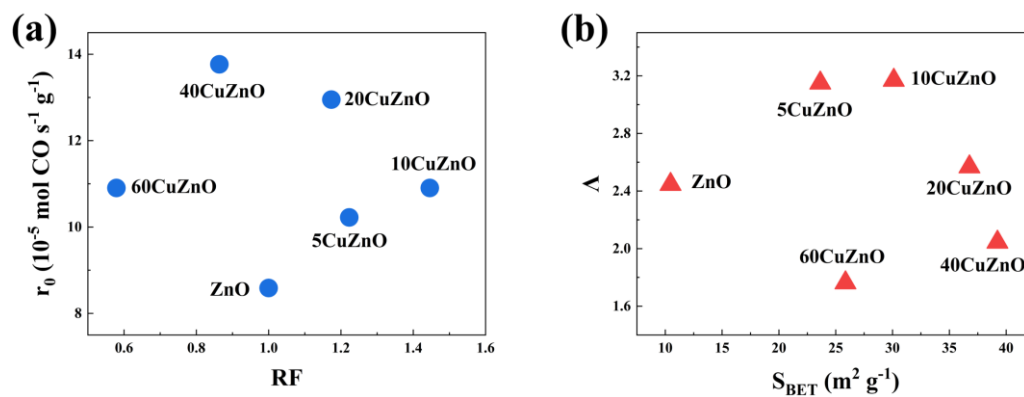 (a)
r₀ (10⁻⁵ mol CO s⁻¹ g⁻¹)
14
12
10
8
40CuZnO
20CuZnO
10CuZnO
60CuZnO
5CuZnO
ZnO
0.6
0.8
1.0
1.2
1.4
1.6
RF
(b)
Λ
3.2
2.8
2.4
2.0
1.6
10CuZnO
5CuZnO
ZnO
20CuZnO
60CuZnO
40CuZnO
10
15
20
25
30
35
40
S_BET (m² g⁻¹)